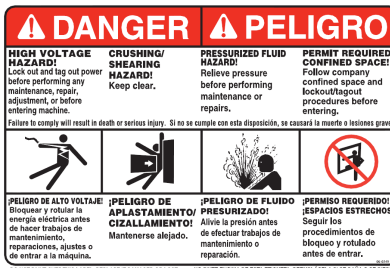 DANGER
PELIGRO
HIGH VOLTAGE
HAZARD!
Lock out and tag out power
before performing any
maintenance, repair,
adjustment, or before
entering machine.
CRUSHING/
SHEARING
HAZARD!
Keep clear.
PRESSURIZED FLUID
HAZARD!
Relieve pressure
before performing
maintenance or
repairs.
PERMIT REQUIRED
CONFINED SPACE!
Follow company
confined space and
lockout/tagout
procedures before
entering.
Failure to comply will result in death or serious injury. Si no se cumple con esta disposición, se causará la muerte o lesiones grave
¡PELIGRO DE ALTO VOLTAJE!
Bloquear y rotular la
energía eléctrica antes
de hacer trabajos de
mantenimiento,
reparaciones, ajustes o
de entrar a la máquina.
¡PELIGRO DE
APLASTAMIENTO/
CIZALLAMIENTO!
Mantenerse alejado.
¡PELIGRO DE FLUIDO
PRESURIZADO!
Alivie la presión antes
de efectuar trabajos de
mantenimiento o
reparación.
¡PERMISO REQUERIDO!
¡ESPACIOS ESTRECHOS
Seguir los
procedimientos de
bloqueo y rotulado
antes de entrar.